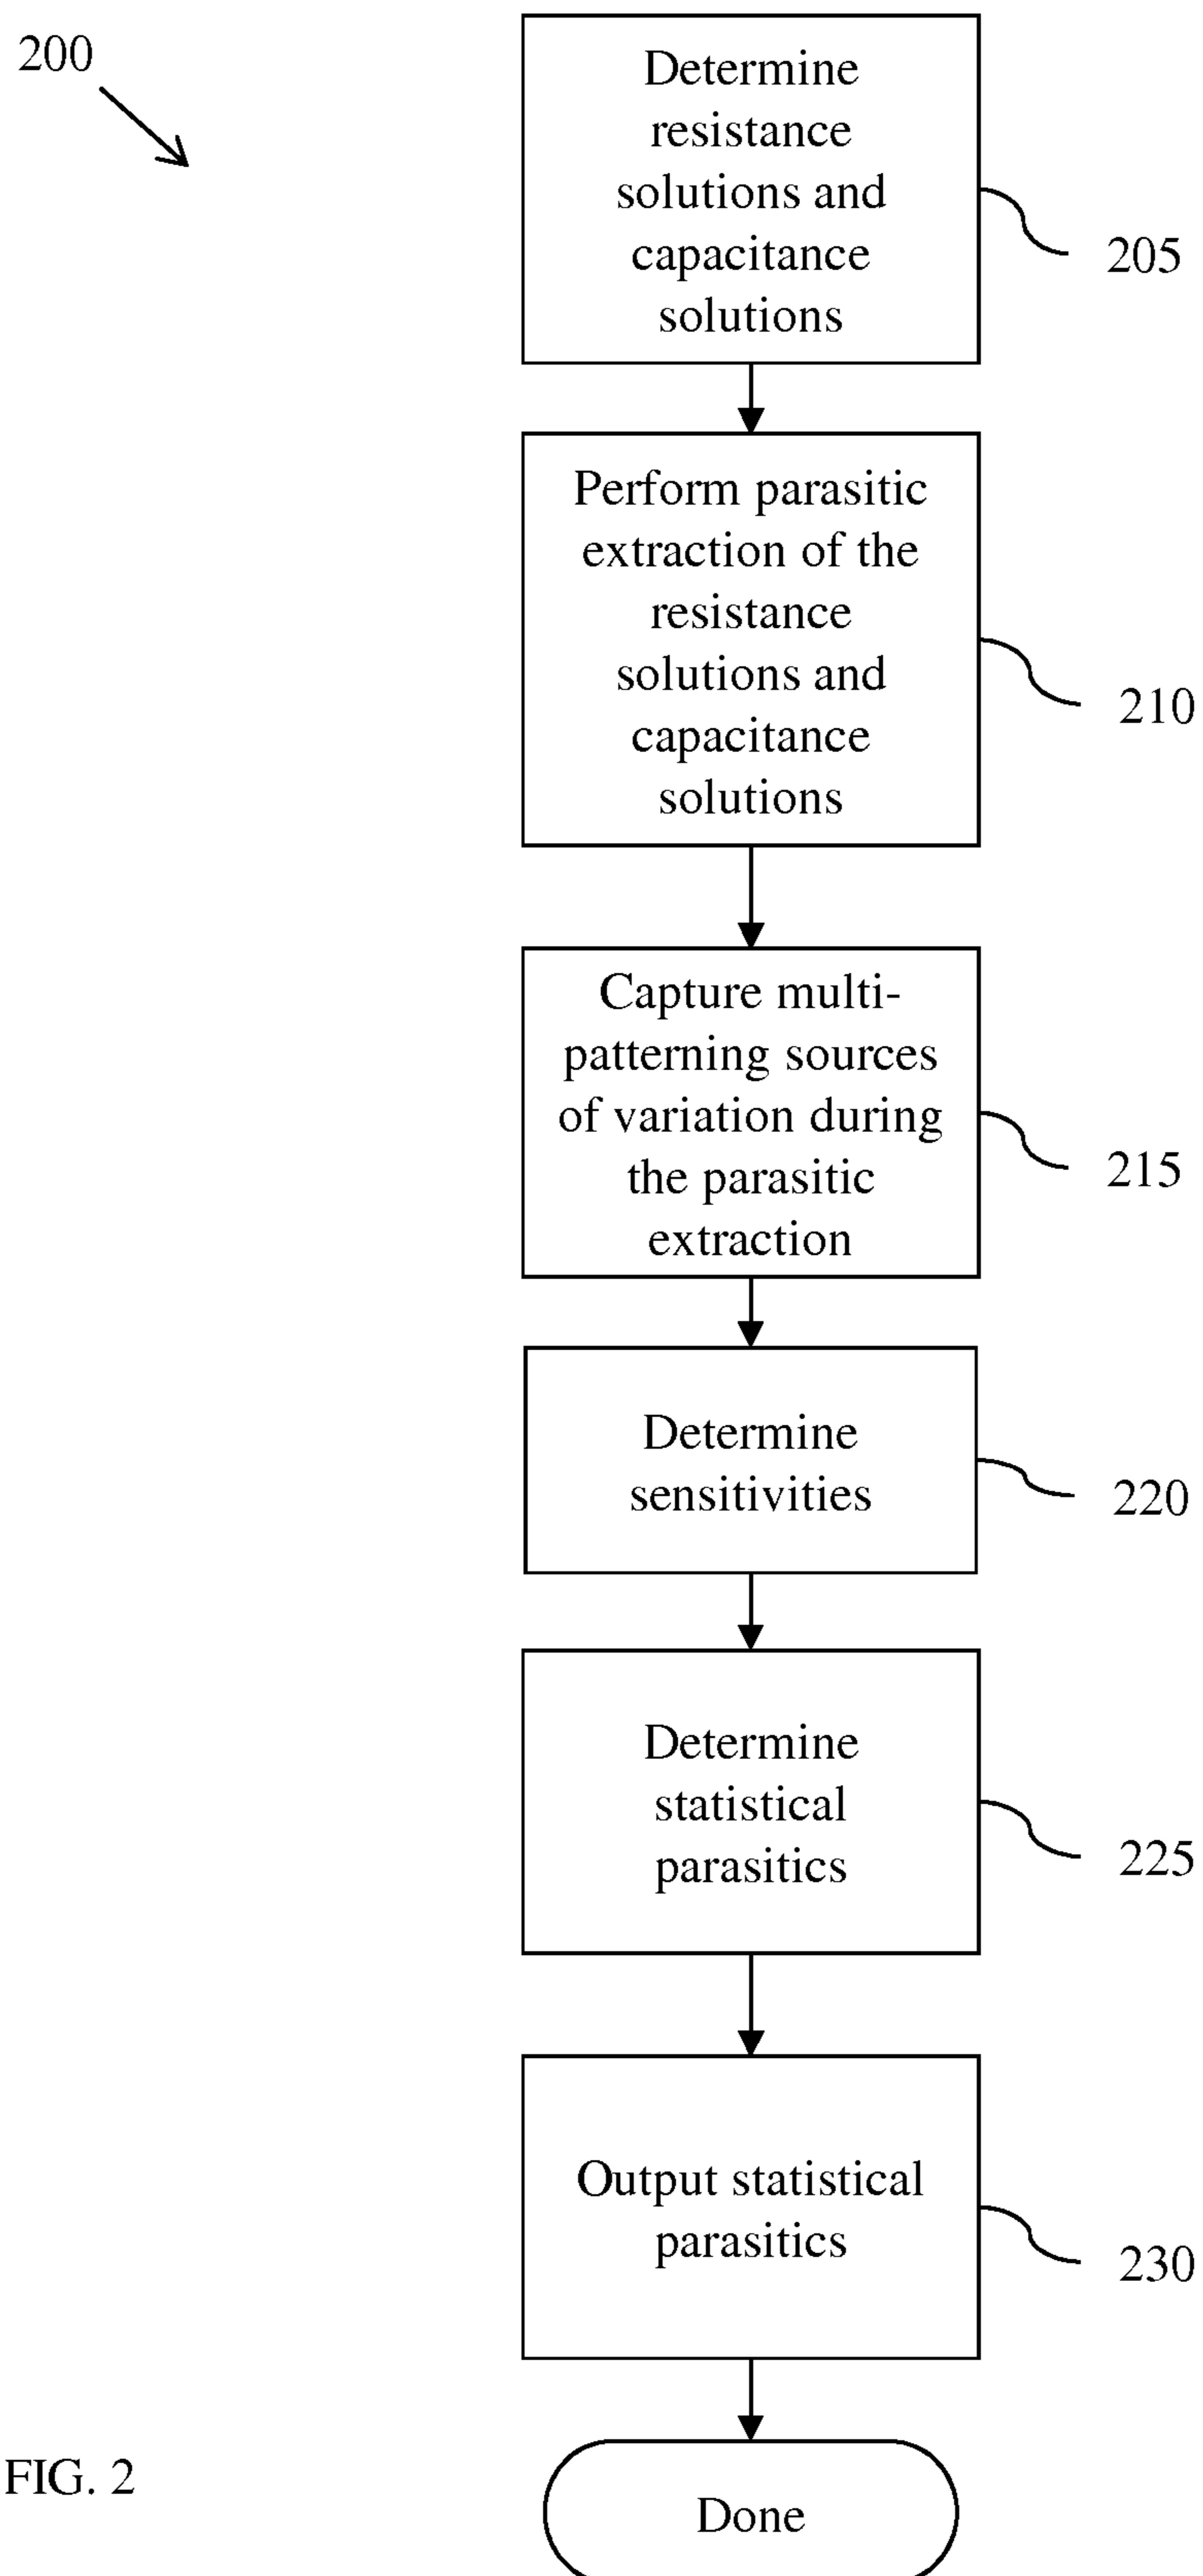 200
Determine
resistance
solutions and
capacitance
solutions
205
Perform parasitic
extraction of the
resistance
solutions and
capacitance
solutions
210
Capture multi-
patterning sources
of variation during
the parasitic
extraction
215
Determine
sensitivities
220
Determine
statistical
parasitics
225
Output statistical
parasitics
230
Done
FIG. 2